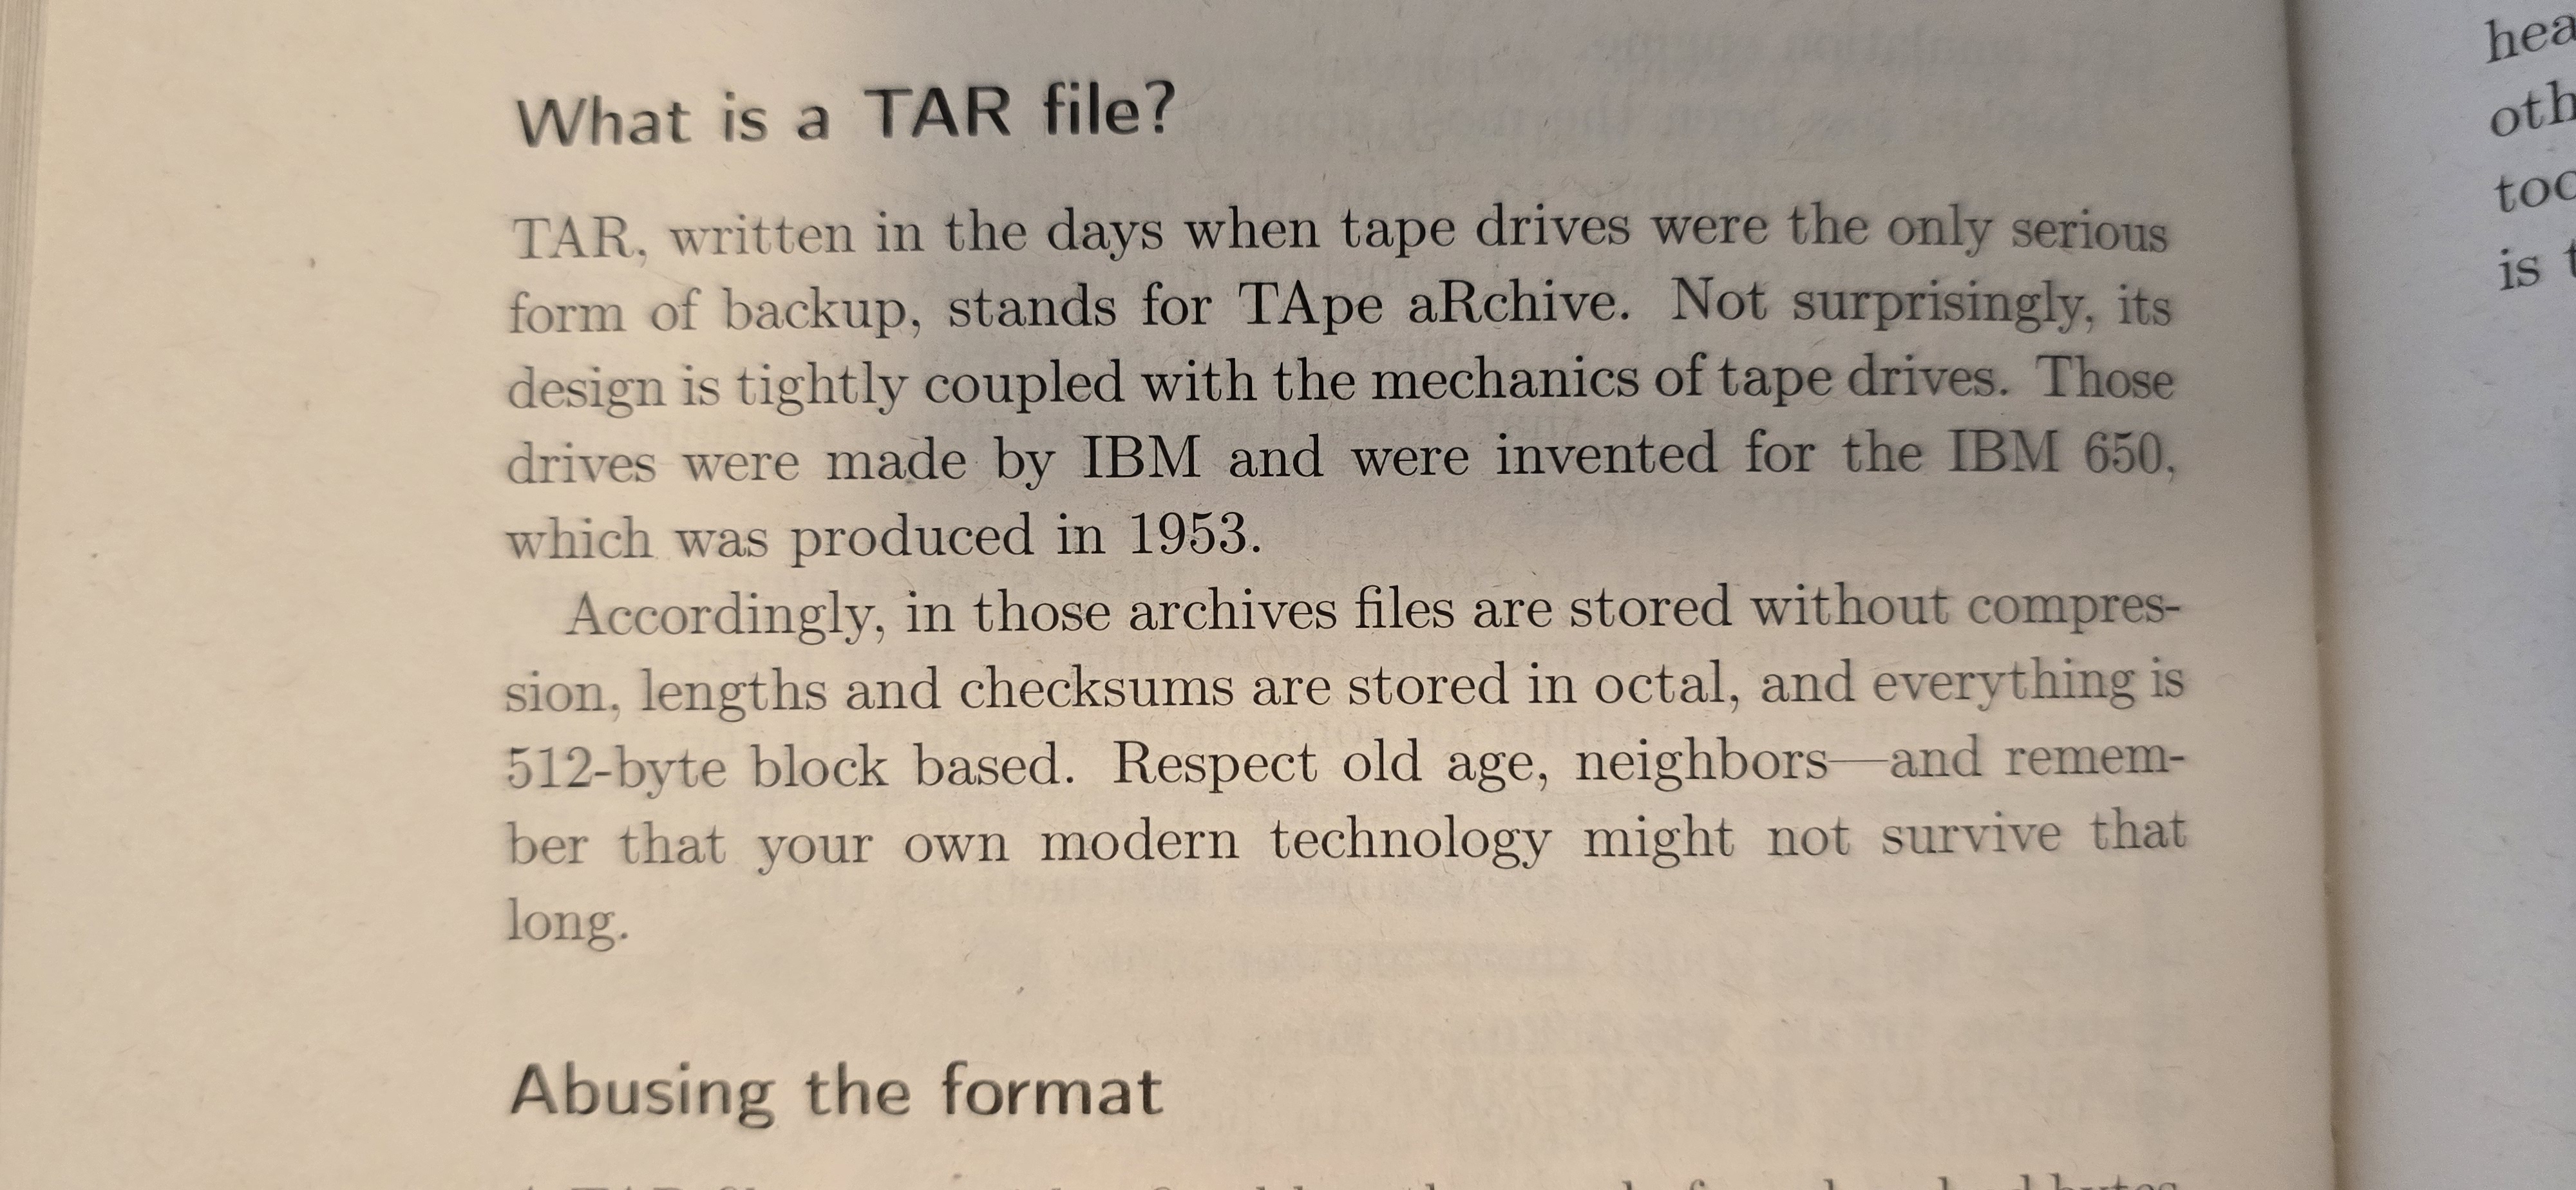 What is a TAR file?
TAR, written in the days when tape drives were the only serious
form of backup, stands for TApe aRchive. Not surprisingly, its
design is tightly coupled with the mechanics of tape drives. Those
drives were made by IBM and were invented for the IBM 650,
which was produced in 1953.
Accordingly, in those archives files are stored without compres-
sion, lengths and checksums are stored in octal, and everything is
512-byte block based. Respect old age, neighbors—and remem-
ber that your own modern technology might not survive that
long.
Abusing the format
hea
oth
too
is t